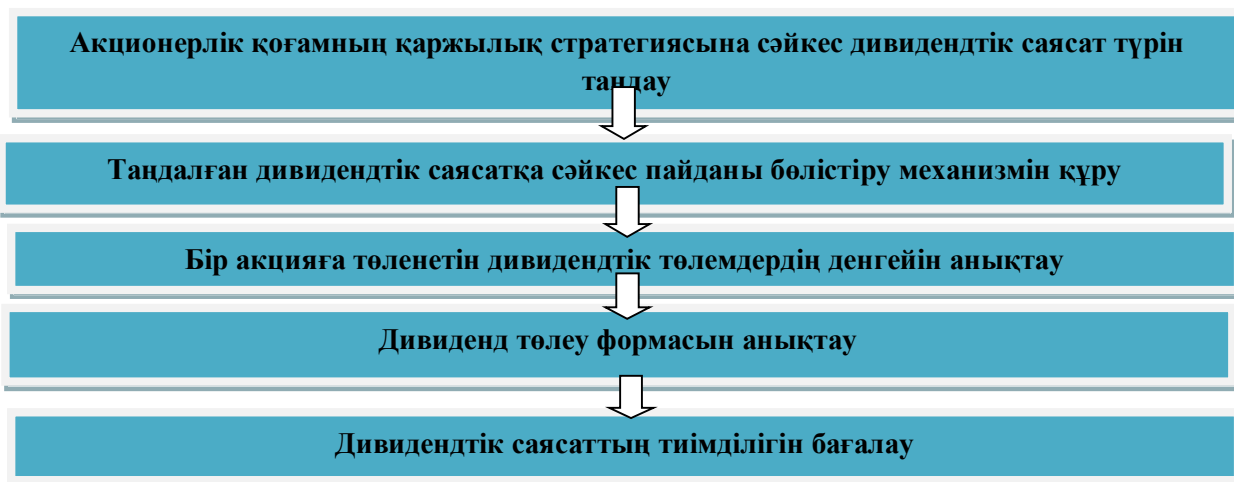 Акционерлік қоғамның қаржылық стратегиясына сәйкес дивидендтік саясат түрін
таңдау
Таңдалған дивидендтік саясатқа сәйкес пайданы бөлістіру механизмін құру
Бір акцияға төленетін дивидендтік төлемдердің денгейін анықтау
Дивиденд төлеу формасын анықтау
Дивидендтік саясаттың тиімділігін бағалау